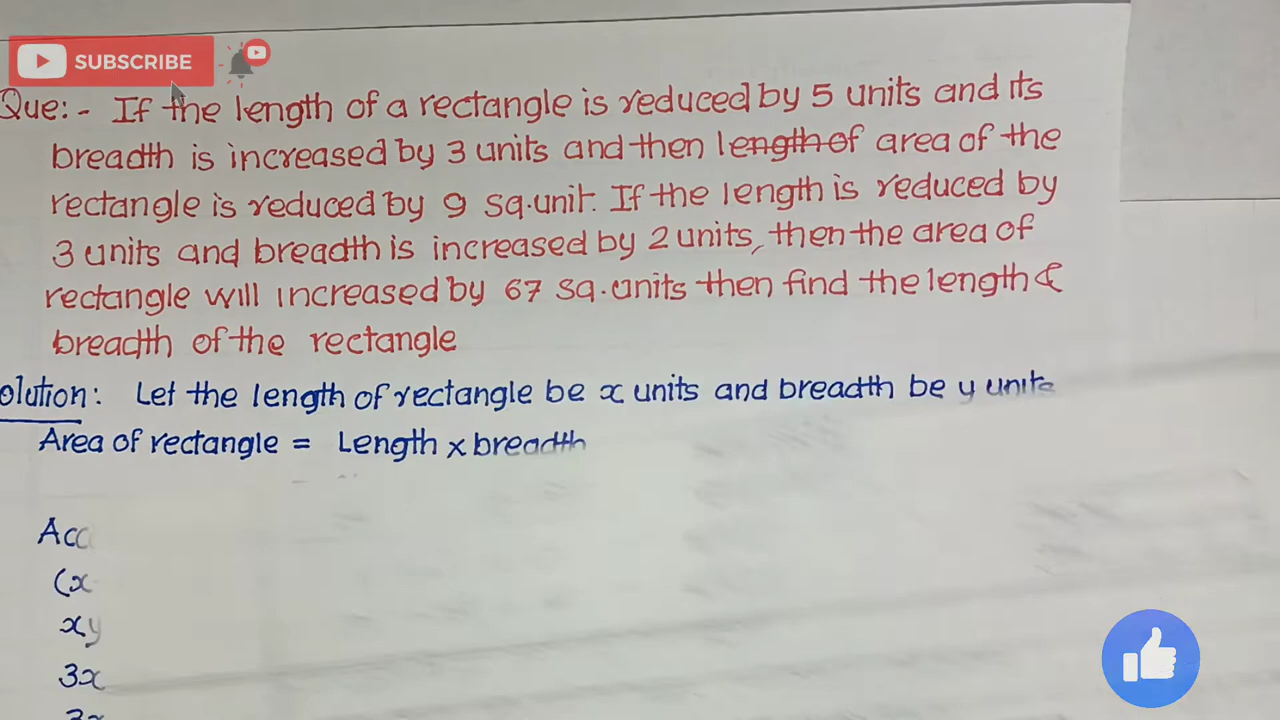 SUBSCRIBE
Que:- If the length of a rectangle is reduced by 5 units and its
breadth is increased by 3 units and then length of area of the
rectangle is reduced by 9 sq.unit. If the length is reduced by
3 units and breadth is increased by 2 units, then the area of
rectangle will increased by 67 sq.units then find the length &
breadth of the rectangle
olution: Let the length of rectangle be x units and breadth be y units
Area of rectangle = Length x breadth
Acc
(x
xy
3x